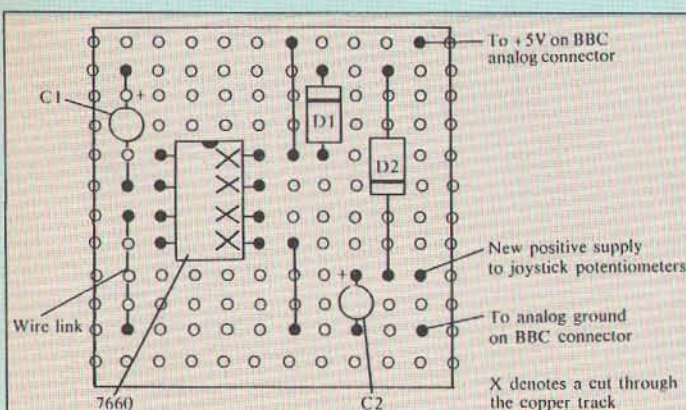 To +5V on BBC
analog connector
C1
+
D1
D2
New positive supply
to joystick potentiometers
+
Wire link
To analog ground
on BBC connector
X denotes a cut through
the copper track
7660
C2